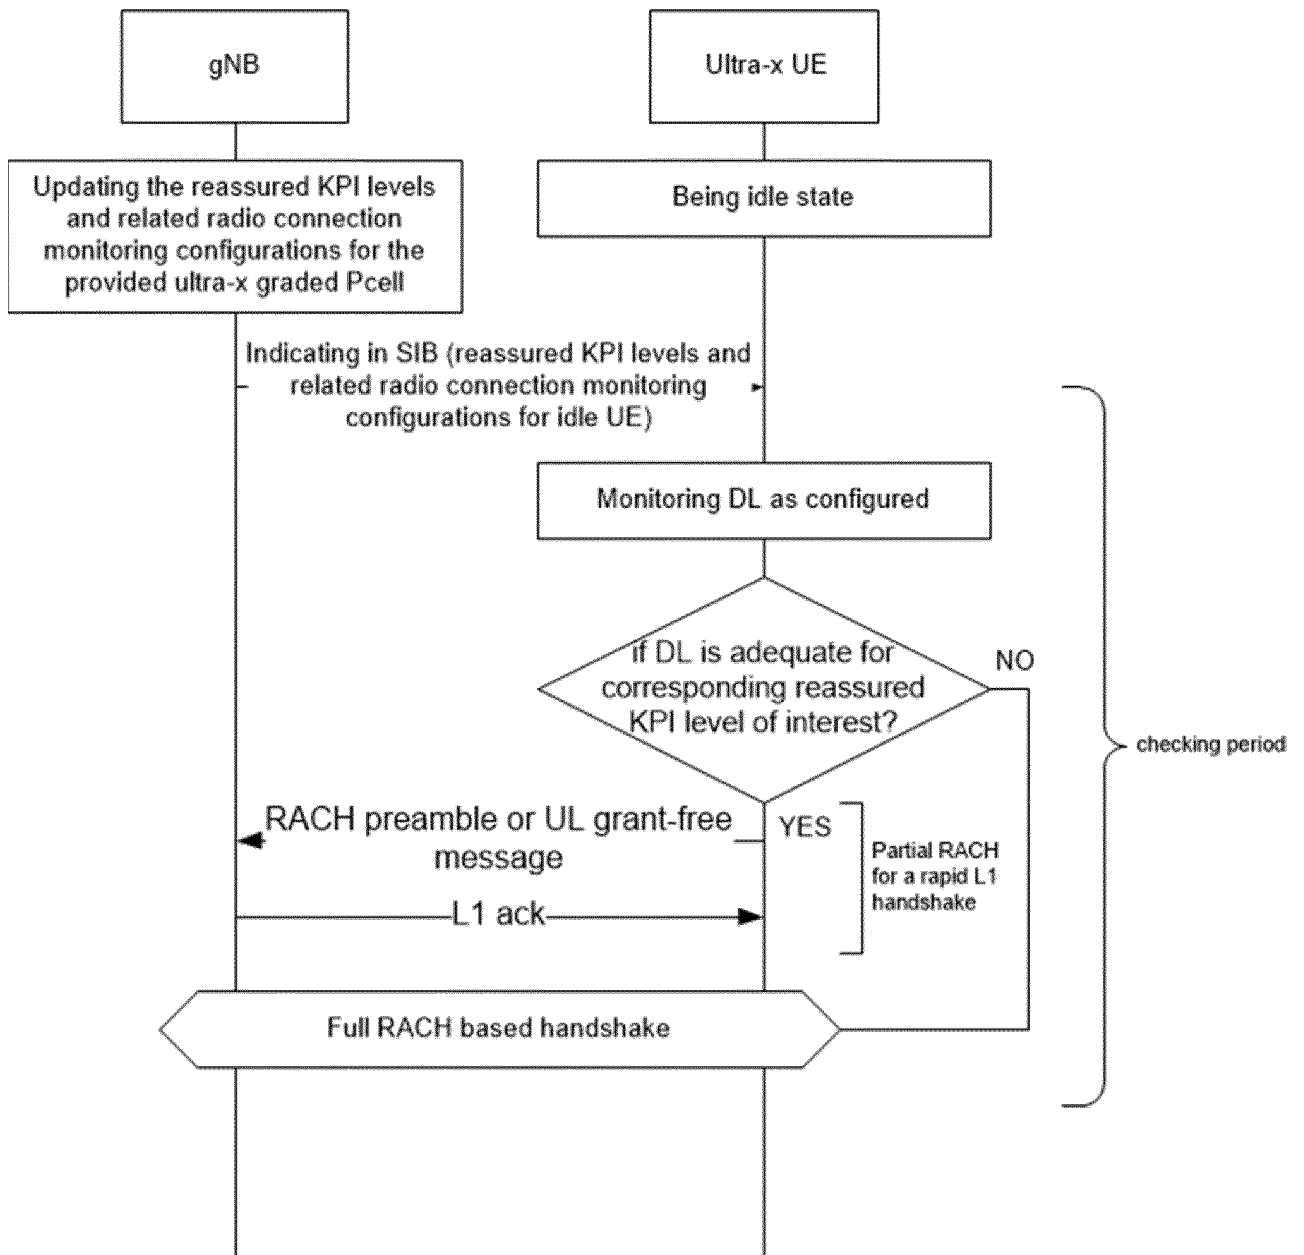 gNB
Ultra-x UE
Updating the reassured KPI levels
and related radio connection
monitoring configurations for the
provided ultra-x graded Pcell
Being idle state
Indicating in SIB (reassured KPI levels and
related radio connection monitoring
configurations for idle UE)
Monitoring DL as configured
if DL is adequate for
corresponding reassured
KPI level of interest?
NO
checking period
RACH preamble or UL grant-free
message
YES
Partial RACH
for a rapid L1
handshake
L1 ack
Full RACH based handshake